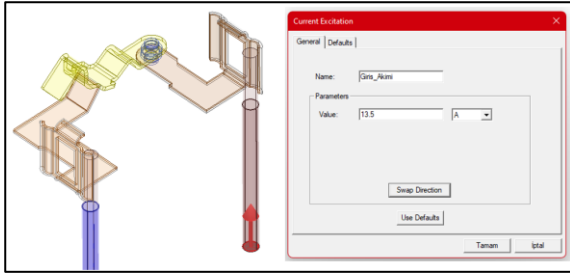 Current Excitation
General
Defaults
Name: Giris_Akimi
Parameters
Value: 13.5 A
Swap Direction
Use Defaults
Tamam Iptal